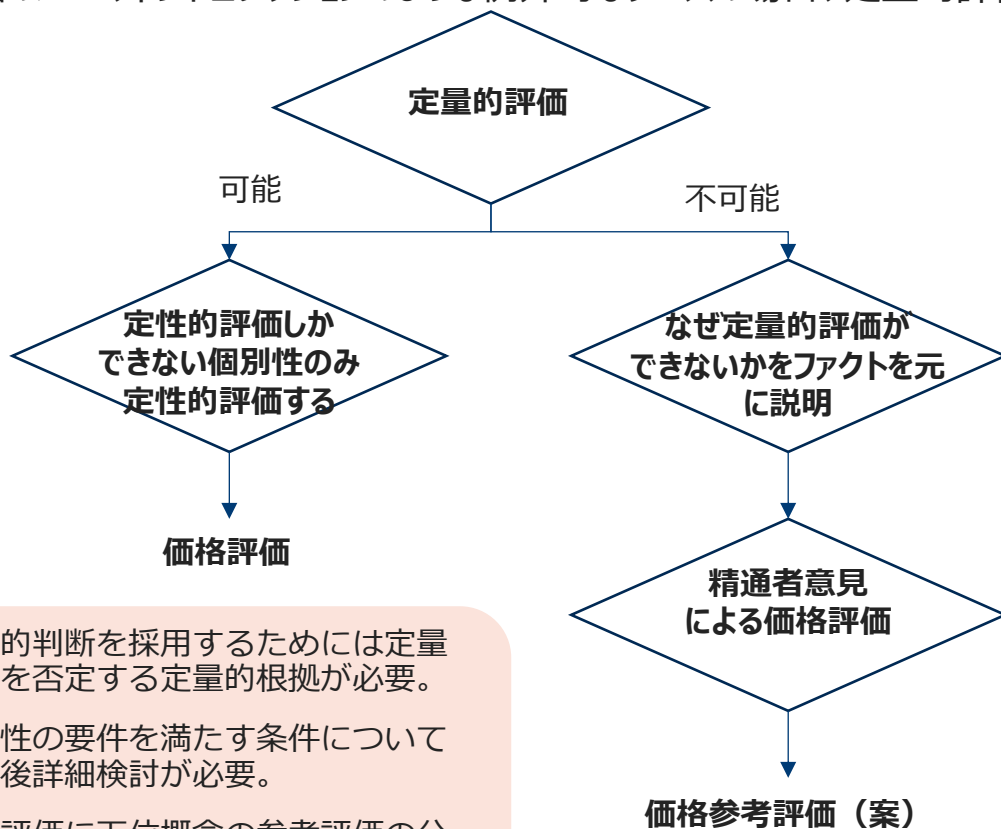 定量的評価
可能
不可能
定性的評価しか
できない個別性のみ
定性的評価する
なぜ定量的評価が
できないかをファクトを元
に説明
価格評価
精通者意見
による価格評価
的判断を採用するためには定量
を否定する定量的根拠が必要。
性の要件を満たす条件について
後詳細検討が必要。
価格参考評価（案）